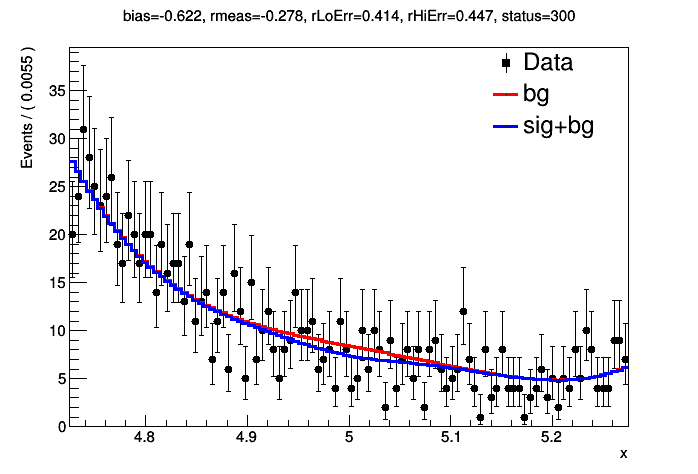 bias=-0.622, rmeas=-0.278, rLoErr=0.414, rHiErr=0.447, status=300
Events / ( 0.0055 )
35
30
25
20
15
10
5
0
Data
bg
sig+bg
4.8 4.9 5 5.1 5.2
x